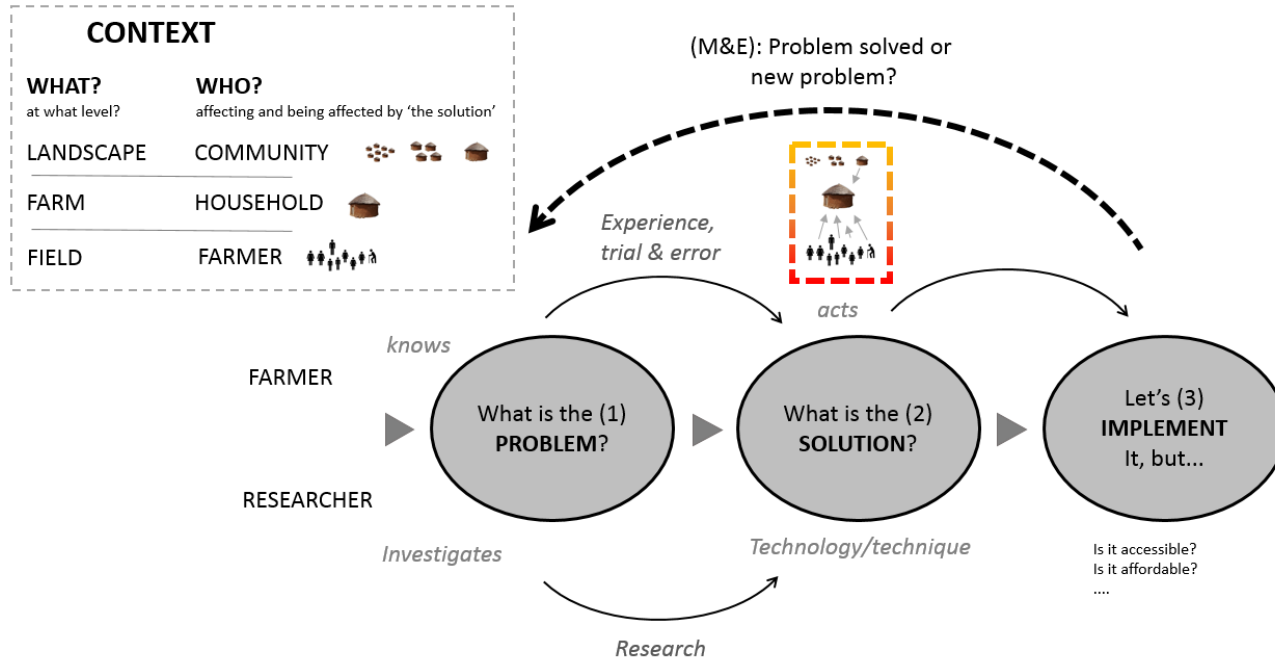 CONTEXT
WHAT?
at what level?
WHO?
affecting and being affected by ‘the solution’
LANDSCAPE
COMMUNITY
FARM
HOUSEHOLD
FIELD
FARMER
(M&E): Problem solved or
new problem?
Experience,
trial & error
acts
knows
FARMER
What is the (1)
PROBLEM?
What is the (2)
SOLUTION?
Let’s (3)
IMPLEMENT
It, but...
RESEARCHER
Investigates
Technology/technique
Is it accessible?
Is it affordable?
....
Research